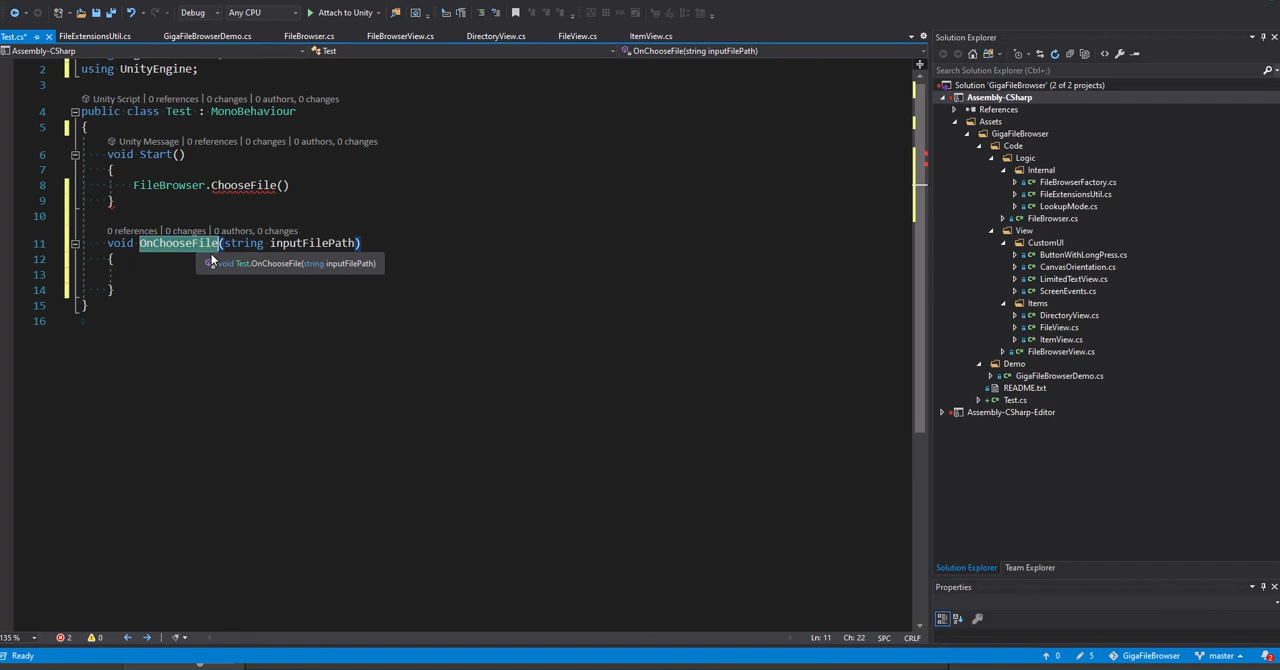 Debug
Any CPU
Attach to Unity
Test.cs*
FileExtensionsUtil.cs
GigaFileBrowserDemo.cs
FileBrowser.cs
FileBrowserView.cs
DirectoryView.cs
FileView.cs
ItemView.cs
Assembly-CSharp
Test
OnChooseFile(string inputFilePath)
2 using UnityEngine;
3
Unity Script | 0 references | 0 changes | 0 authors, 0 changes
4 public class Test : MonoBehaviour
5 {
Unity Message | 0 references | 0 changes | 0 authors, 0 changes
6 void Start()
7 {
8 FileBrowser.ChooseFile()
9 }
10
0 references | 0 changes | 0 authors, 0 changes
11 void OnChooseFile(string inputFilePath)
12 {
void Test.OnChooseFile(string inputFilePath)
13
14 }
15 }
16
135 %
2
0
Ln: 11
Ch: 22
SPC
CRLF
Solution Explorer
Search Solution Explorer (Ctrl+;)
Solution 'GigaFileBrowser' (2 of 2 projects)
Assembly-CSharp
References
Assets
GigaFileBrowser
Code
Logic
Internal
FileBrowserFactory.cs
FileExtensionsUtil.cs
LookupMode.cs
FileBrowser.cs
View
CustomUI
ButtonWithLongPress.cs
CanvasOrientation.cs
LimitedTextView.cs
ScreenEvents.cs
Items
DirectoryView.cs
FileView.cs
ItemView.cs
FileBrowserView.cs
Demo
GigaFileBrowserDemo.cs
README.txt
Test.cs
Assembly-CSharp-Editor
Solution Explorer
Team Explorer
Properties
Ready
0
5
GigaFileBrowser
master
2